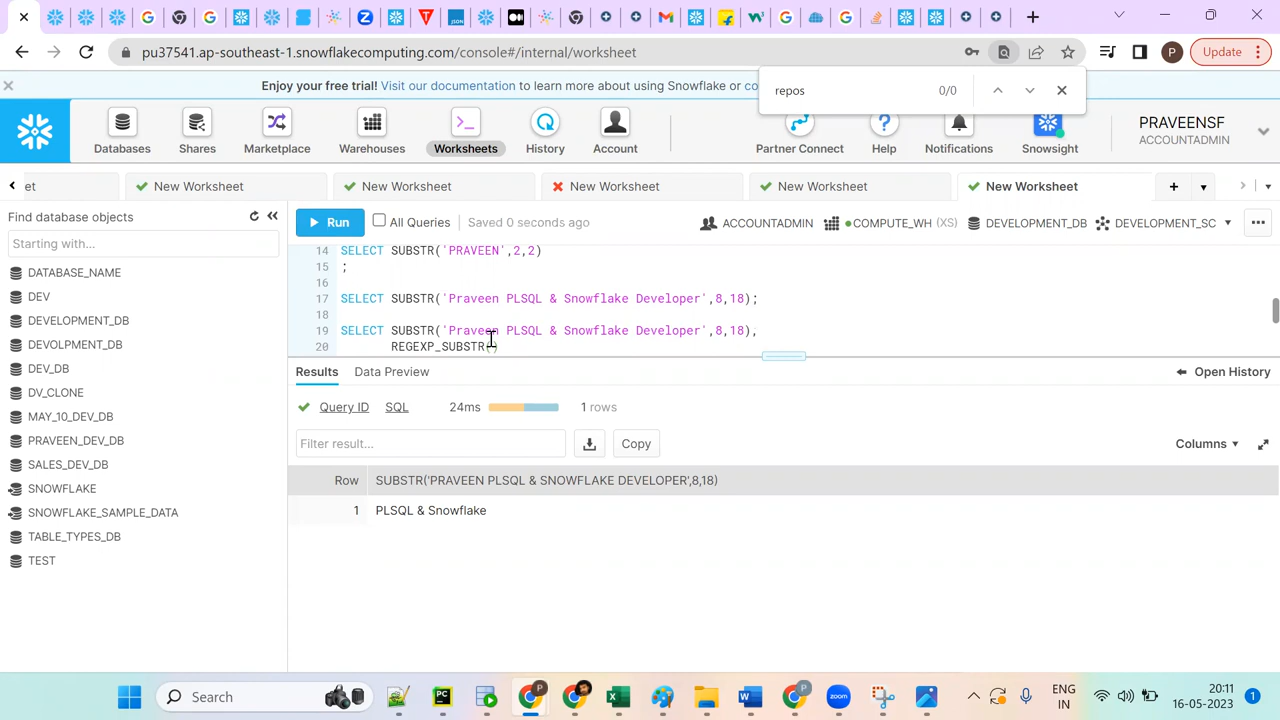 pu37541.ap-southeast-1.snowflakecomputing.com/console#/internal/worksheet
Update
repos
0/0
Enjoy your free trial! Visit our documentation to learn more about using Snowflake or co
Databases
Shares
Marketplace
Warehouses
Worksheets
History
Account
Partner Connect
Help
Notifications
Snowsight
PRAVEENSF
ACCOUNTADMIN
et
New Worksheet
New Worksheet
New Worksheet
New Worksheet
New Worksheet
Find database objects
Starting with...
DATABASE_NAME
DEV
DEVELOPMENT_DB
DEVOLPMENT_DB
DEV_DB
DV_CLONE
MAY_10_DEV_DB
PRAVEEN_DEV_DB
SALES_DEV_DB
SNOWFLAKE
SNOWFLAKE_SAMPLE_DATA
TABLE_TYPES_DB
TEST
Run
All Queries
Saved 0 seconds ago
ACCOUNTADMIN
COMPUTE_WH (XS)
DEVELOPMENT_DB
DEVELOPMENT_SC
14 SELECT SUBSTR('PRAVEEN',2,2)
15 ;
16
17 SELECT SUBSTR('Praveen PLSQL & Snowflake Developer',8,18);
18
19 SELECT SUBSTR('Praveen PLSQL & Snowflake Developer',8,18),
20 REGEXP_SUBSTR()
Results
Data Preview
Open History
Query ID
SQL
24ms
1 rows
Filter result...
Copy
Columns
Row SUBSTR('PRAVEEN PLSQL & SNOWFLAKE DEVELOPER',8,18)
1 PLSQL & Snowflake
Search
ENG
IN
20:11
16-05-2023
1